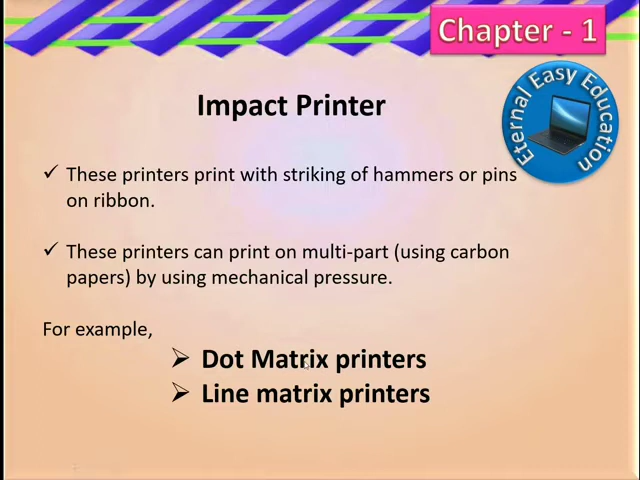 Chapter - 1
Eternal Easy Education
Impact Printer
✓ These printers print with striking of hammers or pins
on ribbon.
✓ These printers can print on multi-part (using carbon
papers) by using mechanical pressure.
For example,
➢ Dot Matrix printers
➢ Line matrix printers